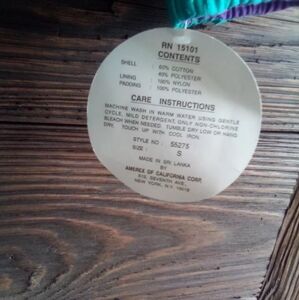 RN 15101
CONTENTS
SHELL : 60% COTTON
40% POLYESTER
LINING : 100% NYLON
PADDING : 100% POLYESTER
CARE INSTRUCTIONS
MACHINE WASH IN WARM WATER USING GENTLE
CYCLE, MILD DETERGENT, ONLY NON-CHLORINE
BLEACH WHEN NEEDED. TUMBLE DRY LOW OR HANG
DRY. TOUCH UP WITH COOL IRON.
STYLE NO : 55275
SIZE : S
MADE IN SRI LANKA
BY
AMEREX OF CALIFORNIA CORP.
512, SEVENTH AVE.,
NEW YORK, N.Y. 10018